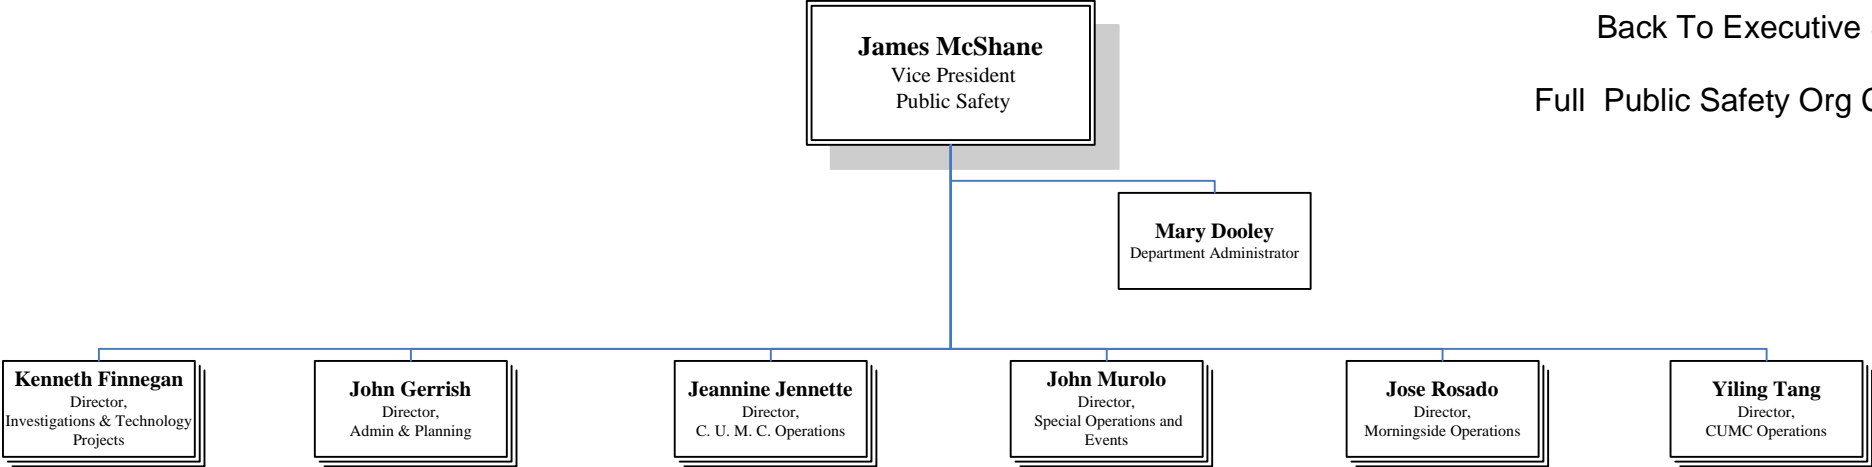 James McShane
Vice President
Public Safety
Back To Executive
Full Public Safety Org
Mary Dooley
Department Administrator
Kenneth Finnegan
Director,
Investigations & Technology
Projects
John Gerrish
Director,
Admin & Planning
Jeannine Jennette
Director,
C. U. M. C. Operations
John Murolo
Director,
Special Operations and
Events
Jose Rosado
Director,
Morningside Operations
Yiling Tang
Director,
CUMC Operations